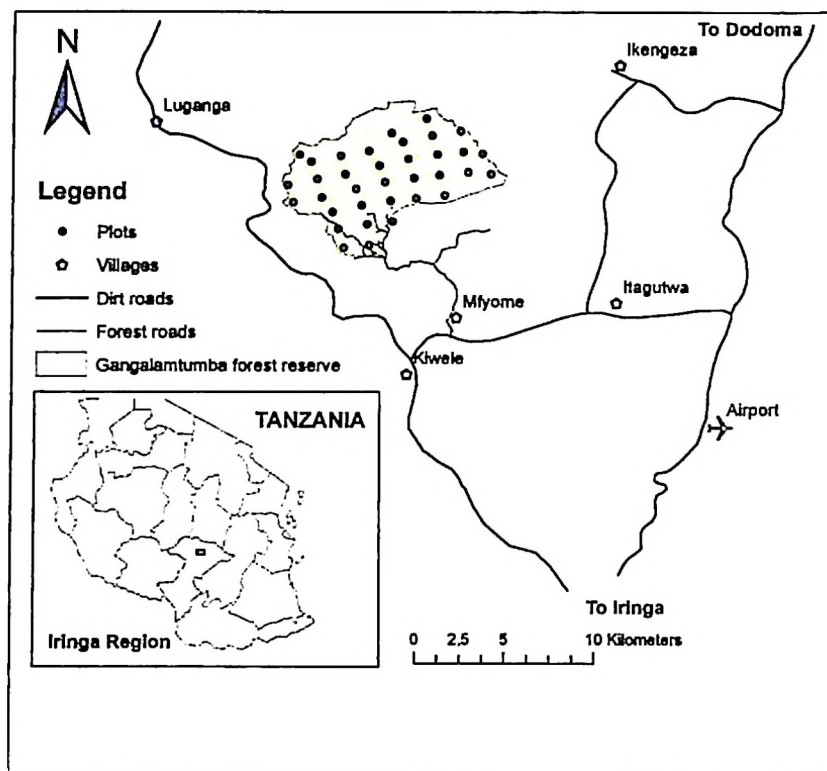 To Dodoma
N
Ikengeza
Luganga
Legend
Plots
Villages
Dirt roads
Forest roads
Gangalamtumba forest reserve
Itagutwa
Mfyome
Kiwele
Airport
TANZANIA
Iringa Region
To Iringa
0 2.5 5 10 Kilometers